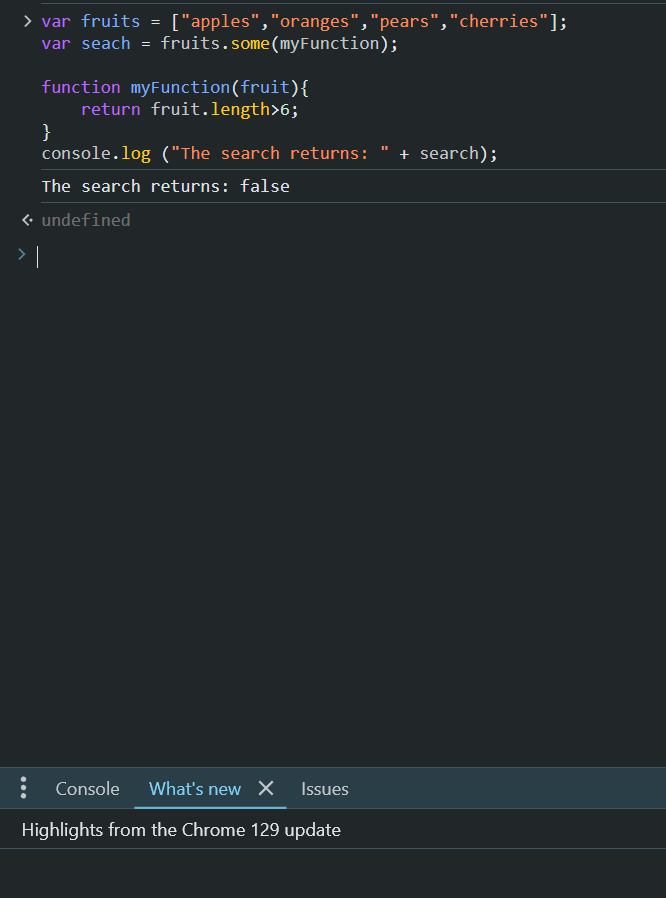 var fruits = ["apples","oranges","pears","cherries"];
var seach = fruits.some(myFunction);
function myFunction(fruit){
    return fruit.length>6;
}
console.log ("The search returns: " + search);
The search returns: false
undefined
Console What's new Issues
Highlights from the Chrome 129 update